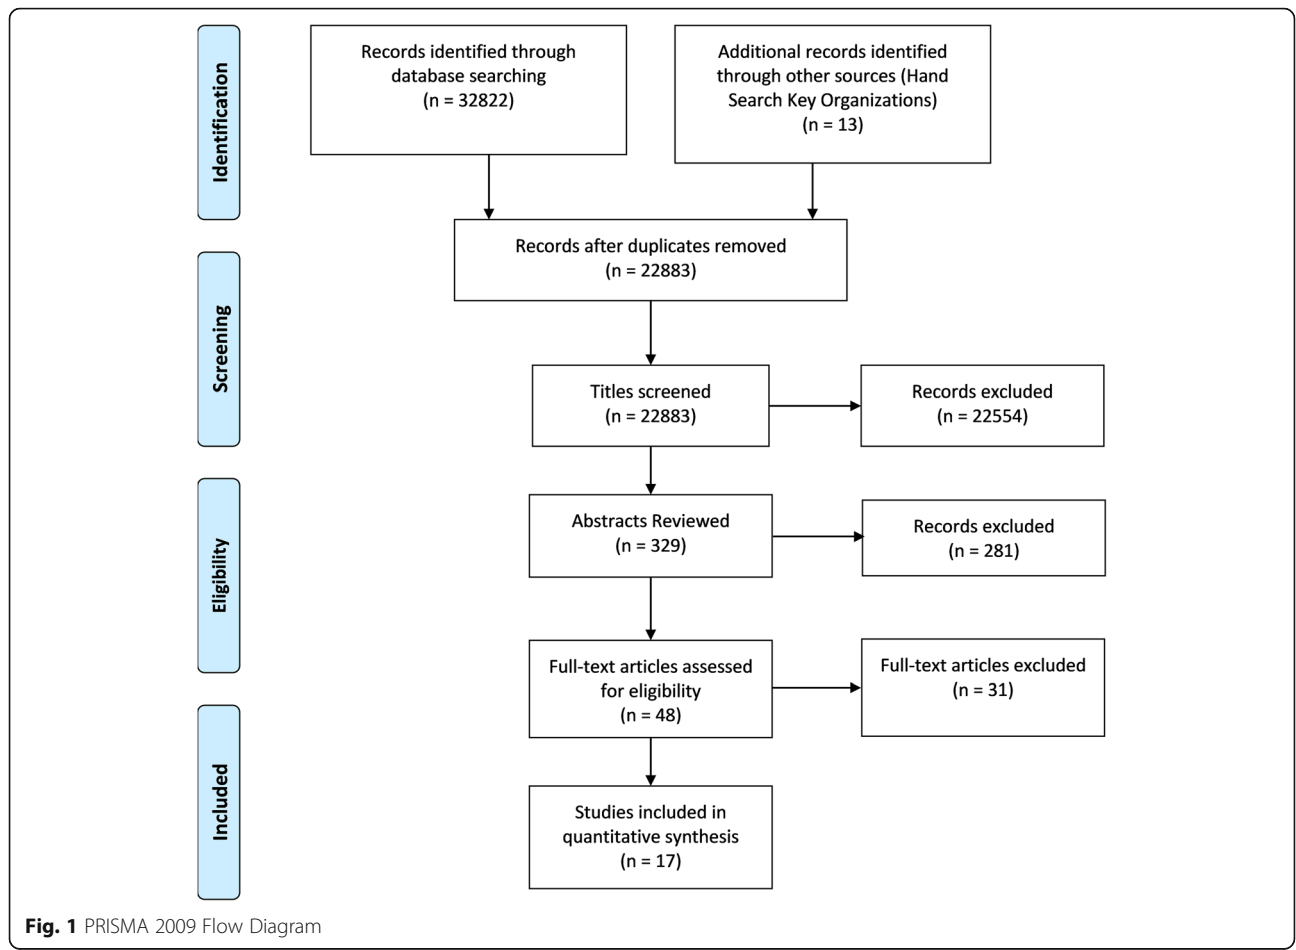 Identification
Records identified through
database searching
(n = 32822)
Additional records identified
through other sources (Hand
Search Key Organizations)
(n = 13)
Records after duplicates removed
(n = 22883)
Screening
Titles screened
(n = 22883)
Records excluded
(n = 22554)
Eligibility
Abstracts Reviewed
(n = 329)
Records excluded
(n = 281)
Full-text articles assessed
for eligibility
(n = 48)
Full-text articles excluded
(n = 31)
Included
Studies included in
quantitative synthesis
(n = 17)
Fig. 1 PRISMA 2009 Flow Diagram